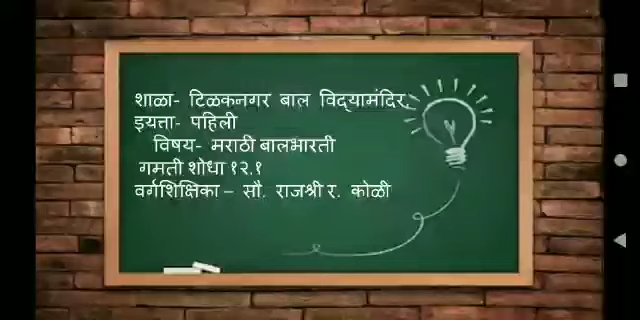 शाळा- टिळकनगर बाल विद्यामंदिर,
इयत्ता- पहिली
विषय- मराठी बालभारती
गमती शोधा १२.१
वर्गशिक्षिका – सौ. राजश्री र. कोळी